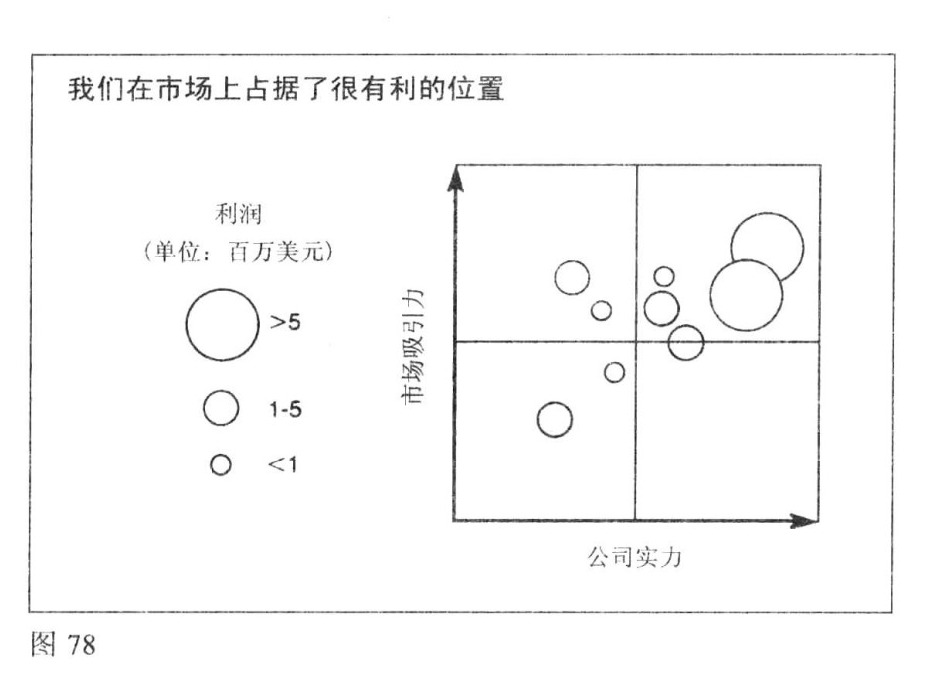 我们在市场上占据了很有利的位置
利润
(单位：百万美元)
>5
1-5
<1
市场吸引力
公司实力
图 78